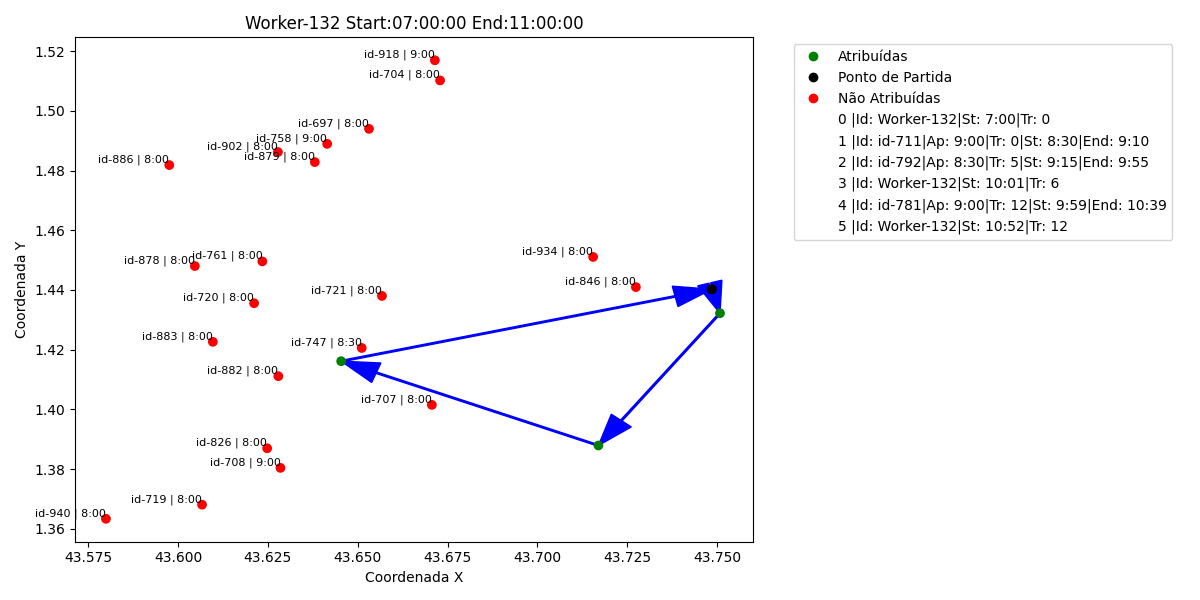 Worker-132 Start:07:00:00 End:11:00:00
Coordenada Y
1.52
1.50
1.48
1.46
1.44
1.42
1.40
1.38
1.36
id-918 | 9:00
id-704 | 8:00
id-697 | 8:00
id-758 | 9:00
id-902 | 8:00
id-879 | 8:00
id-886 | 8:00
id-934 | 8:00
id-761 | 8:00
id-878 | 8:00
id-846 | 8:00
id-721 | 8:00
id-720 | 8:00
id-883 | 8:00
id-747 | 8:30
id-882 | 8:00
id-707 | 8:00
id-826 | 8:00
id-708 | 9:00
id-719 | 8:00
id-940 | 8:00
43.575 43.600 43.625 43.650 43.675 43.700 43.725 43.750
Coordenada X
Atribuídas
Ponto de Partida
Não Atribuídas
0 |Id: Worker-132|St: 7:00|Tr: 0
1 |Id: id-711|Ap: 9:00|Tr: 0|St: 8:30|End: 9:10
2 |Id: id-792|Ap: 8:30|Tr: 5|St: 9:15|End: 9:55
3 |Id: Worker-132|St: 10:01|Tr: 6
4 |Id: id-781|Ap: 9:00|Tr: 12|St: 9:59|End: 10:39
5 |Id: Worker-132|St: 10:52|Tr: 12